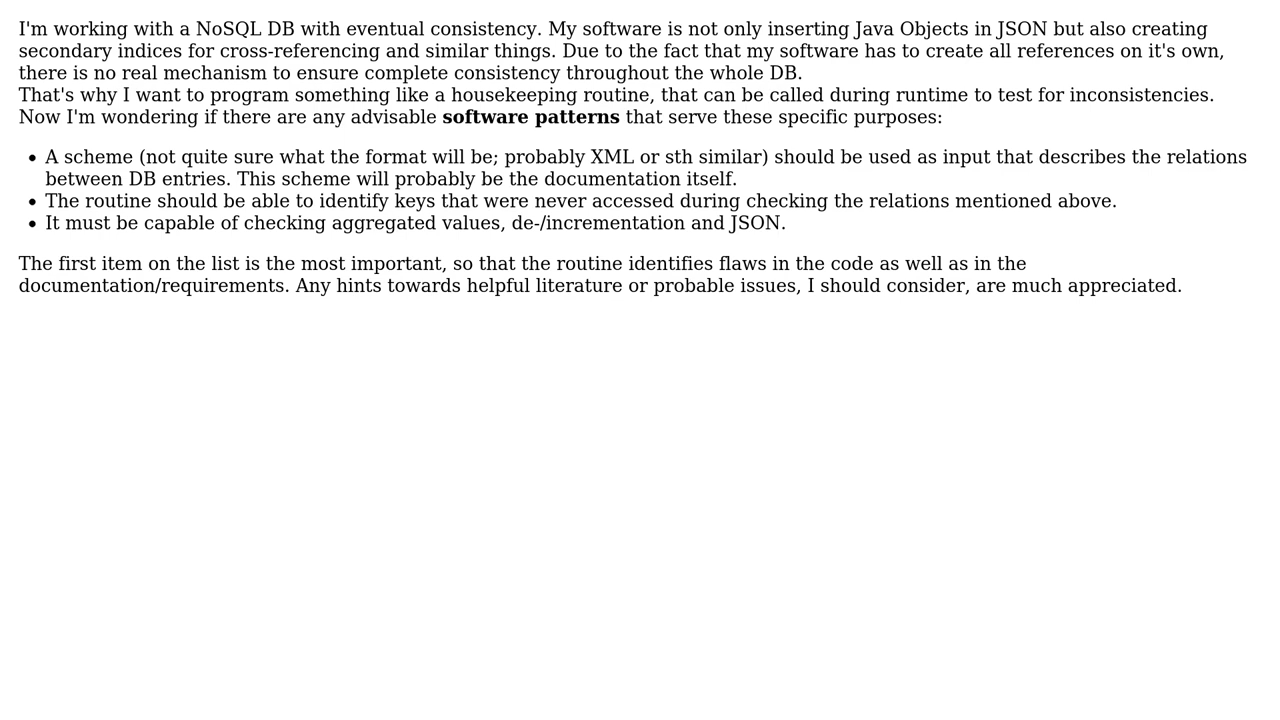 I'm working with a NoSQL DB with eventual consistency. My software is not only inserting Java Objects in JSON but also creating
secondary indices for cross-referencing and similar things. Due to the fact that my software has to create all references on it's own,
there is no real mechanism to ensure complete consistency throughout the whole DB.
That's why I want to program something like a housekeeping routine, that can be called during runtime to test for inconsistencies.
Now I'm wondering if there are any advisable software patterns that serve these specific purposes:
• A scheme (not quite sure what the format will be; probably XML or sth similar) should be used as input that describes the relations
between DB entries. This scheme will probably be the documentation itself.
• The routine should be able to identify keys that were never accessed during checking the relations mentioned above.
• It must be capable of checking aggregated values, de-/incrementation and JSON.
The first item on the list is the most important, so that the routine identifies flaws in the code as well as in the
documentation/requirements. Any hints towards helpful literature or probable issues, I should consider, are much appreciated.